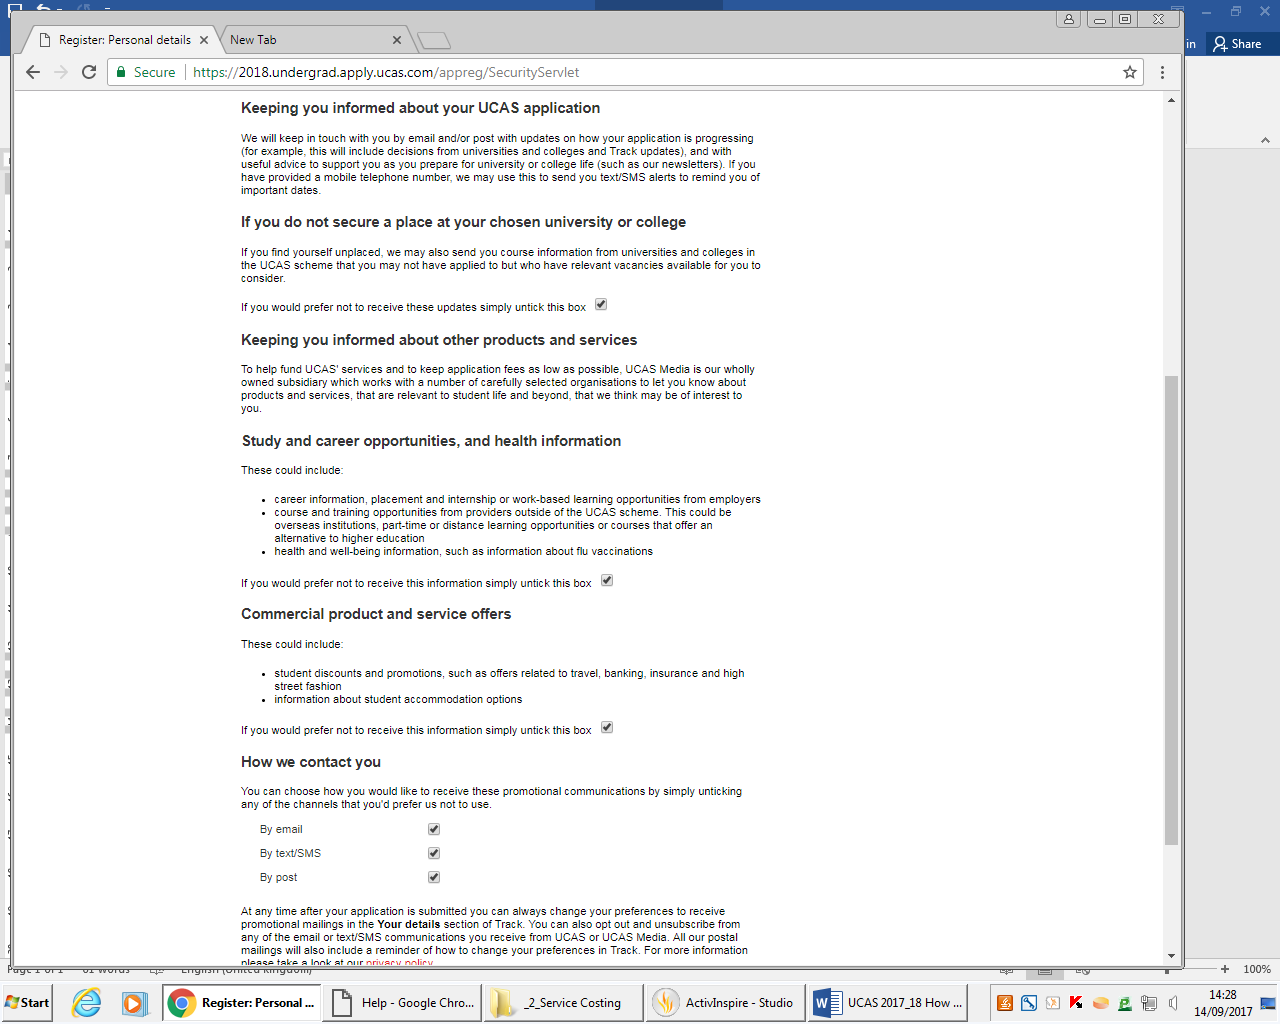 Register: Personal details
New Tab
Share
Secure
https://2018.undergrad.apply.ucas.com/appreg/SecurityServlet
in
Keeping you informed about your UCAS application
We will keep in touch with you by email and/or post with updates on how your application is progressing
(for example, this will include decisions from universities and colleges and Track updates), and with
useful advice to support you as you prepare for university or college life (such as our newsletters). If you
have provided a mobile telephone number, we may use this to send you text/SMS alerts to remind you of
important dates.
If you do not secure a place at your chosen university or college
If you find yourself unplaced, we may also send you course information from universities and colleges in
the UCAS scheme that you may not have applied to but who have relevant vacancies available for you to
consider.
If you would prefer not to receive these updates simply untick this box
Keeping you informed about other products and services
To help fund UCAS' services and to keep application fees as low as possible, UCAS Media is our wholly
owned subsidiary which works with a number of carefully selected organisations to let you know about
products and services, that are relevant to student life and beyond, that we think may be of interest to
you.
Study and career opportunities, and health information
These could include:
• career information, placement and internship or work-based learning opportunities from employers
• course and training opportunities from providers outside of the UCAS scheme. This could be
overseas institutions, part-time or distance learning opportunities or courses that offer an
alternative to higher education
• health and well-being information, such as information about flu vaccinations
If you would prefer not to receive this information simply untick this box
Commercial product and service offers
These could include:
• student discounts and promotions, such as offers related to travel, banking, insurance and high
street fashion
• information about student accommodation options
If you would prefer not to receive this information simply untick this box
How we contact you
You can choose how you would like to receive these promotional communications by simply unticking
any of the channels that you'd prefer us not to use.
By email
By text/SMS
By post
At any time after your application is submitted you can always change your preferences to receive
promotional mailings in the Your details section of Track. You can also opt out and unsubscribe from
any of the email or text/SMS communications you receive from UCAS or UCAS Media. All our postal
mailings will also include a reminder of how to change your preferences in Track. For more information
please take a look at our privacy policy
Page 1 of 1 81 words English (United Kingdom)
100%
Start
Register: Personal ...
Help - Google Chro...
_2_Service Costing
ActivInspire - Studio
UCAS 2017_18 How ...
14:28
14/09/2017